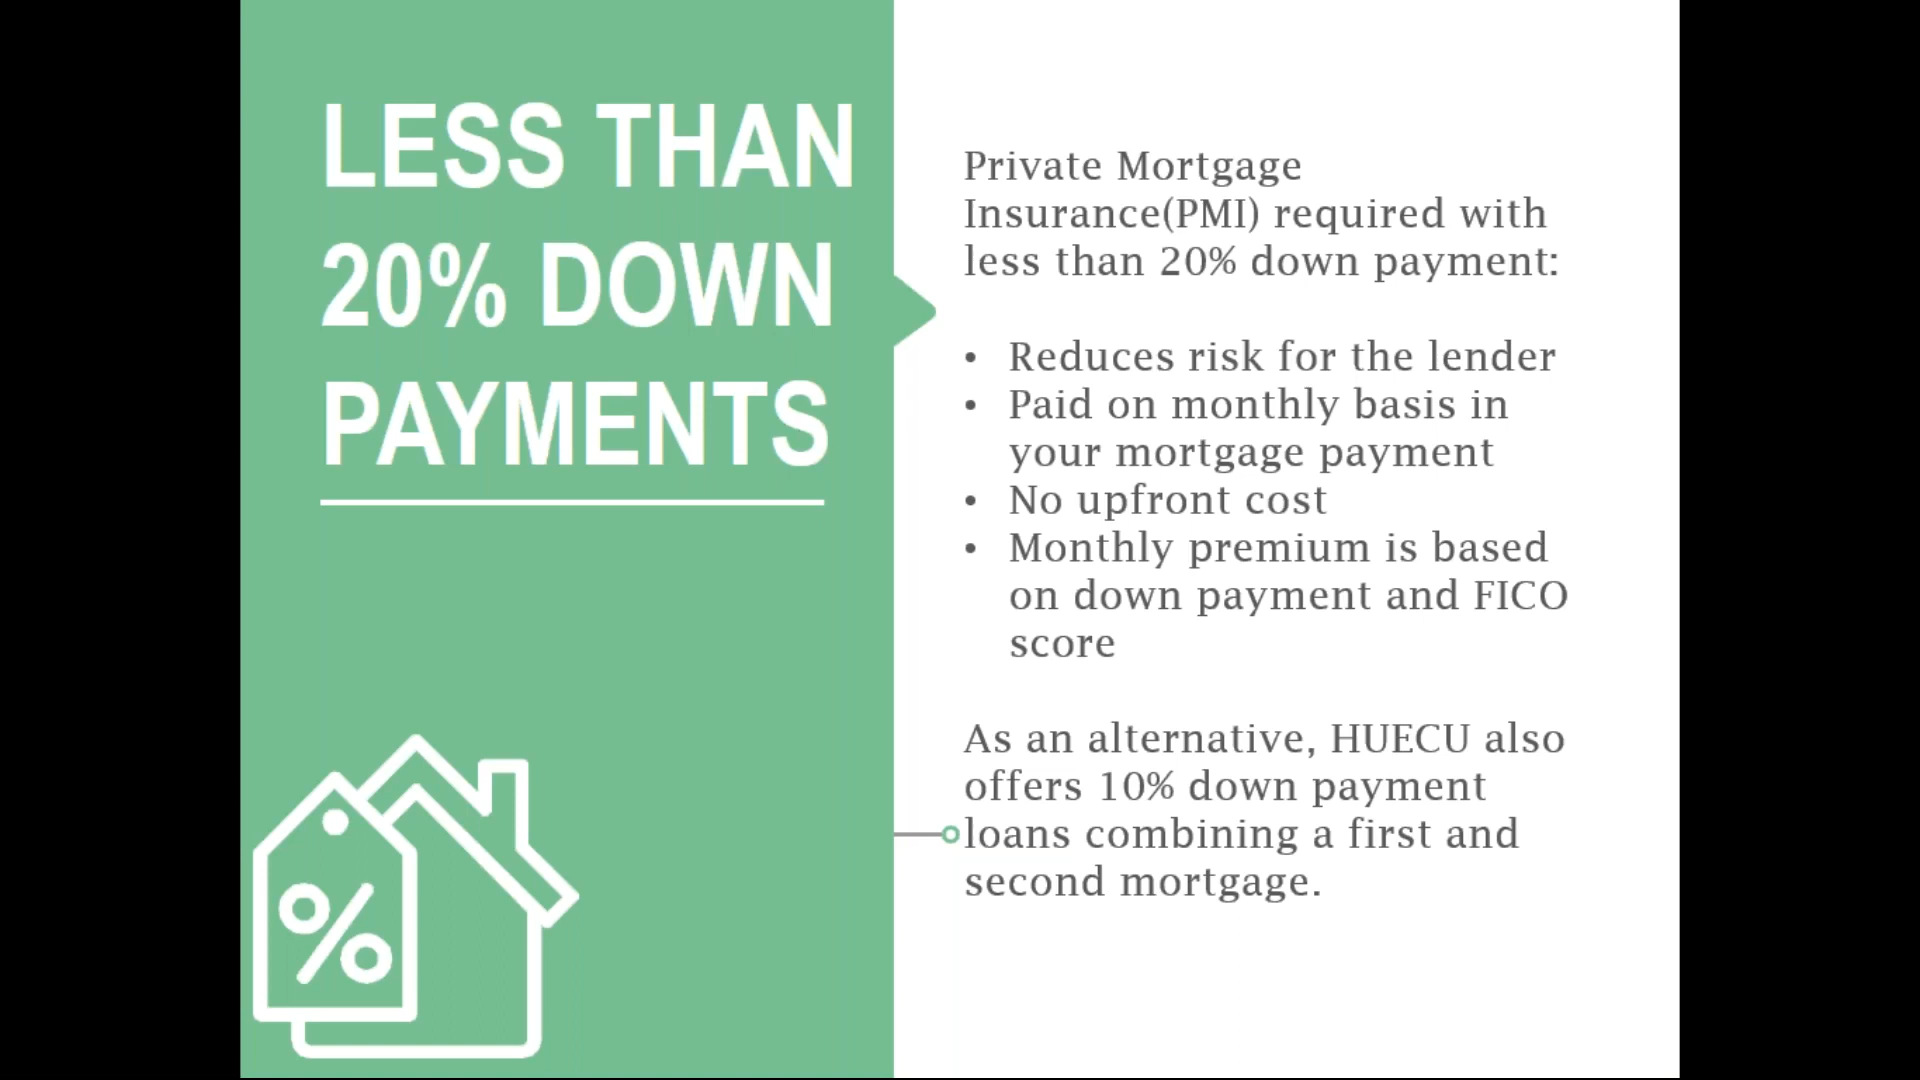 LESS THAN
20% DOWN
PAYMENTS
Private Mortgage
Insurance(PMI) required with
less than 20% down payment:
• Reduces risk for the lender
• Paid on monthly basis in
your mortgage payment
• No upfront cost
• Monthly premium is based
on down payment and FICO
score
As an alternative, HUECU also
offers 10% down payment
loans combining a first and
second mortgage.
%